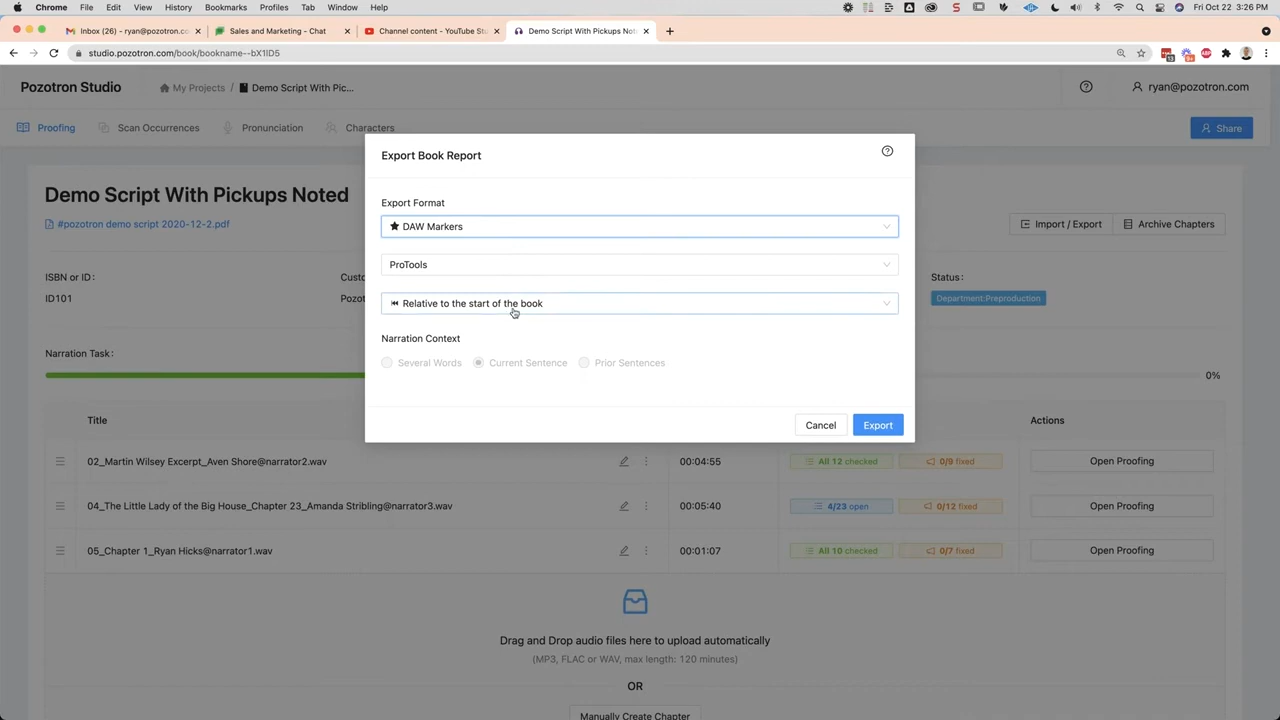 Chrome File Edit View History Bookmarks Profiles Tab Window Help Fri Oct 22 3:26 PM
Inbox (26) - ryan@pozotron.co Sales and Marketing - Chat Channel content - YouTube Stu Demo Script With Pickups Note
studio.pozotron.com/book/bookname--bX1lD5
Pozotron Studio My Projects / Demo Script With Pic... ryan@pozotron.com
Proofing Scan Occurrences Pronunciation Characters Share
Export Book Report
Demo Script With Pickups Noted
#pozotron demo script 2020-12-2.pdf
Import / Export Archive Chapters
Export Format
DAW Markers
ProTools
Relative to the start of the book
Narration Context
Several Words Current Sentence Prior Sentences
Cancel Export
ISBN or ID: Custo Status:
ID101 Pozot Department:Preproduction
Narration Task: 0%
Title Actions
02_Martin Wilsey Excerpt_Aven Shore@narrator2.wav 00:04:55 All 12 checked 0/9 fixed Open Proofing
04_The Little Lady of the Big House_Chapter 23_Amanda Stribling@narrator3.wav 00:05:40 4/23 open 0/12 fixed Open Proofing
05_Chapter 1_Ryan Hicks@narrator1.wav 00:01:07 All 10 checked 0/7 fixed Open Proofing
Drag and Drop audio files here to upload automatically
(MP3, FLAC or WAV, max length: 120 minutes)
OR
Manually Create Chapter